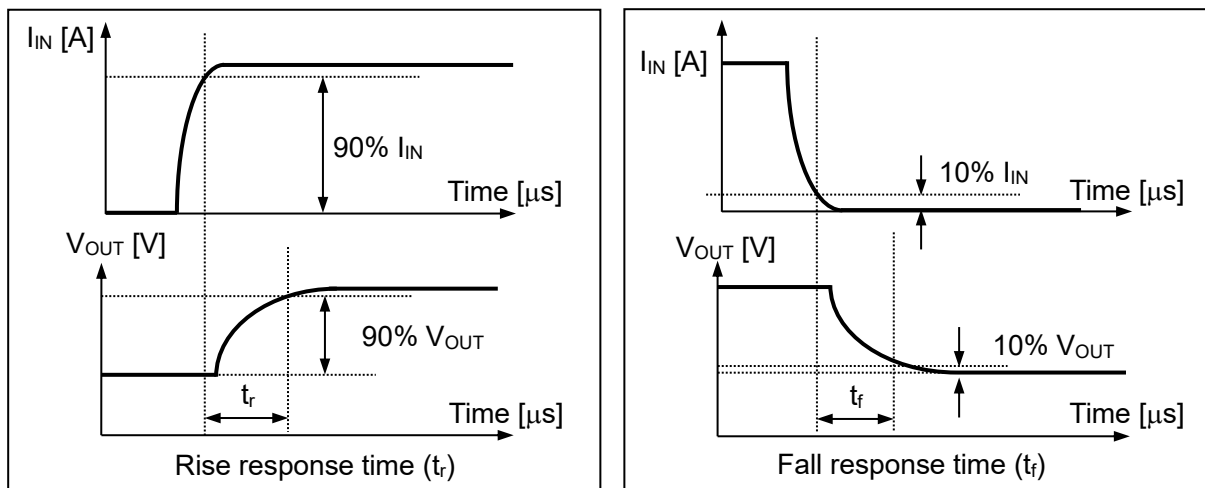 I_IN [A]
90% I_IN
Time [μs]
V_OUT [V]
90% V_OUT
t_r
Time [μs]
Rise response time (t_r)
I_IN [A]
10% I_IN
Time [μs]
V_OUT [V]
10% V_OUT
t_f
Time [μs]
Fall response time (t_f)